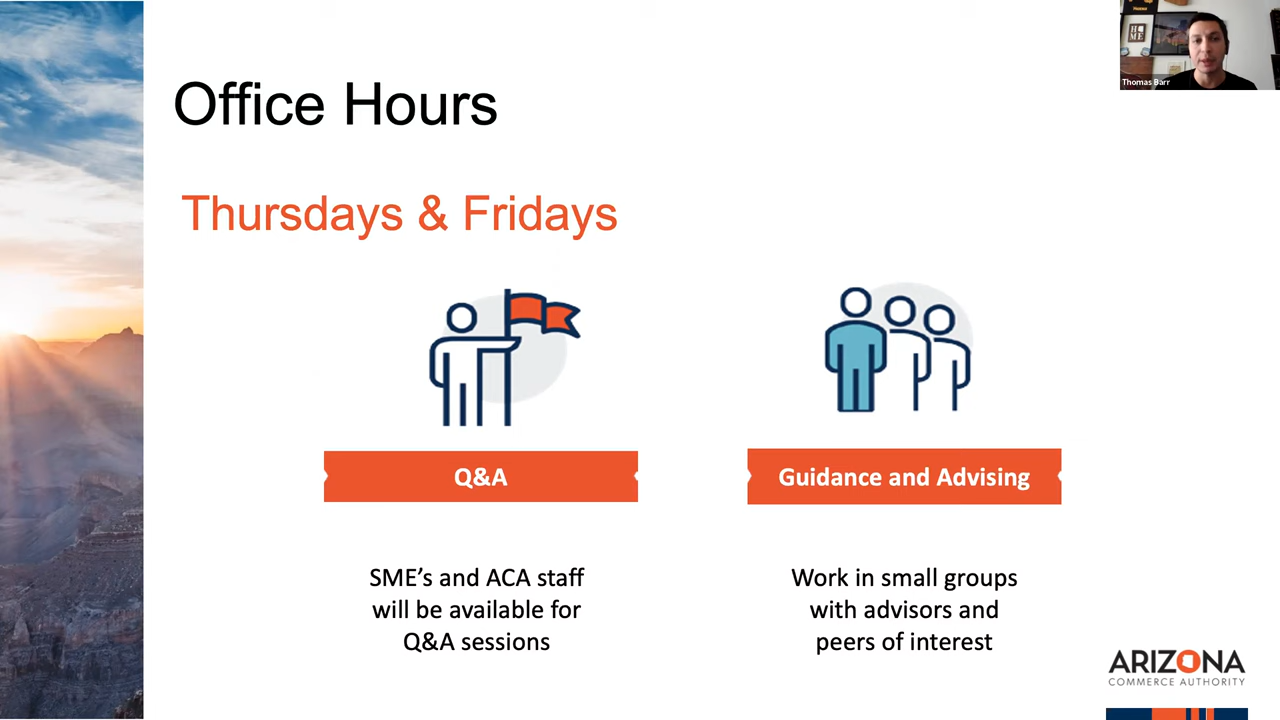 Office Hours
Thomas Barr
Thursdays & Fridays
Q&A
Guidance and Advising
SME’s and ACA staff
will be available for
Q&A sessions
Work in small groups
with advisors and
peers of interest
ARIZONA
COMMERCE AUTHORITY